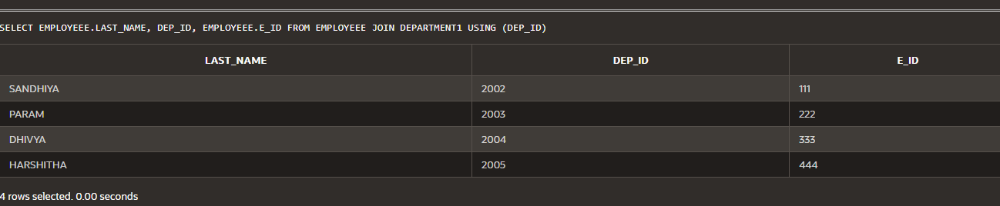 SELECT EMPLOYEEE.LAST_NAME, DEP_ID, EMPLOYEEE.E_ID FROM EMPLOYEEE JOIN DEPARTMENT1 USING (DEP_ID)
LAST_NAME DEP_ID E_ID
SANDHIYA 2002 111
PARAM 2003 222
DHIVYA 2004 333
HARSHITHA 2005 444
4 rows selected. 0.00 seconds